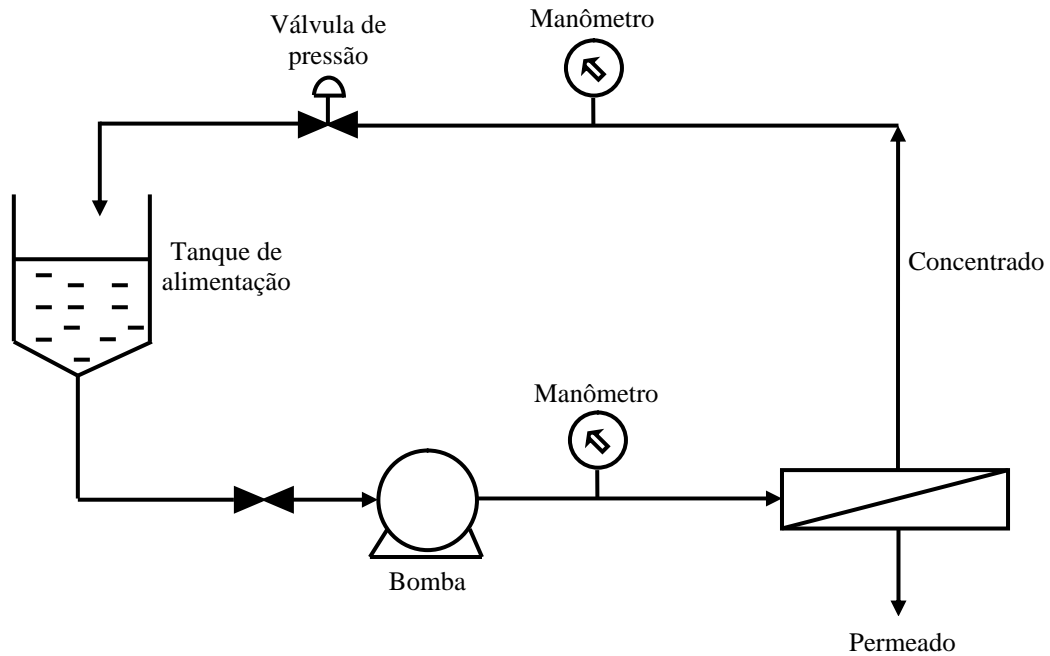 Manômetro
Válvula de
pressão
Tanque de
alimentação
Concentrado
Manômetro
Bomba
Permeado